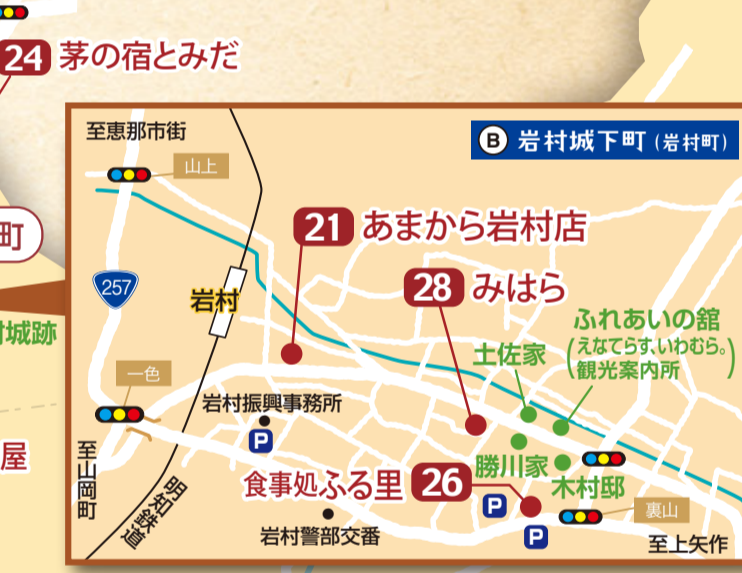 24 茅の宿とみだ
至恵那市街
山上
B 岩村城下町(岩村町)
町
21 あまから岩村店
257
岩村
28 みはら
村城跡
ふれあいの舘
(えなてらす、いわむら。)
観光案内所
土佐家
一色
岩村振興事務所
P
屋
至山岡町
明知鉄道
食事処ふる里 26
勝川家
木村邸
P
裏山
岩村警部交番
P
至上矢作